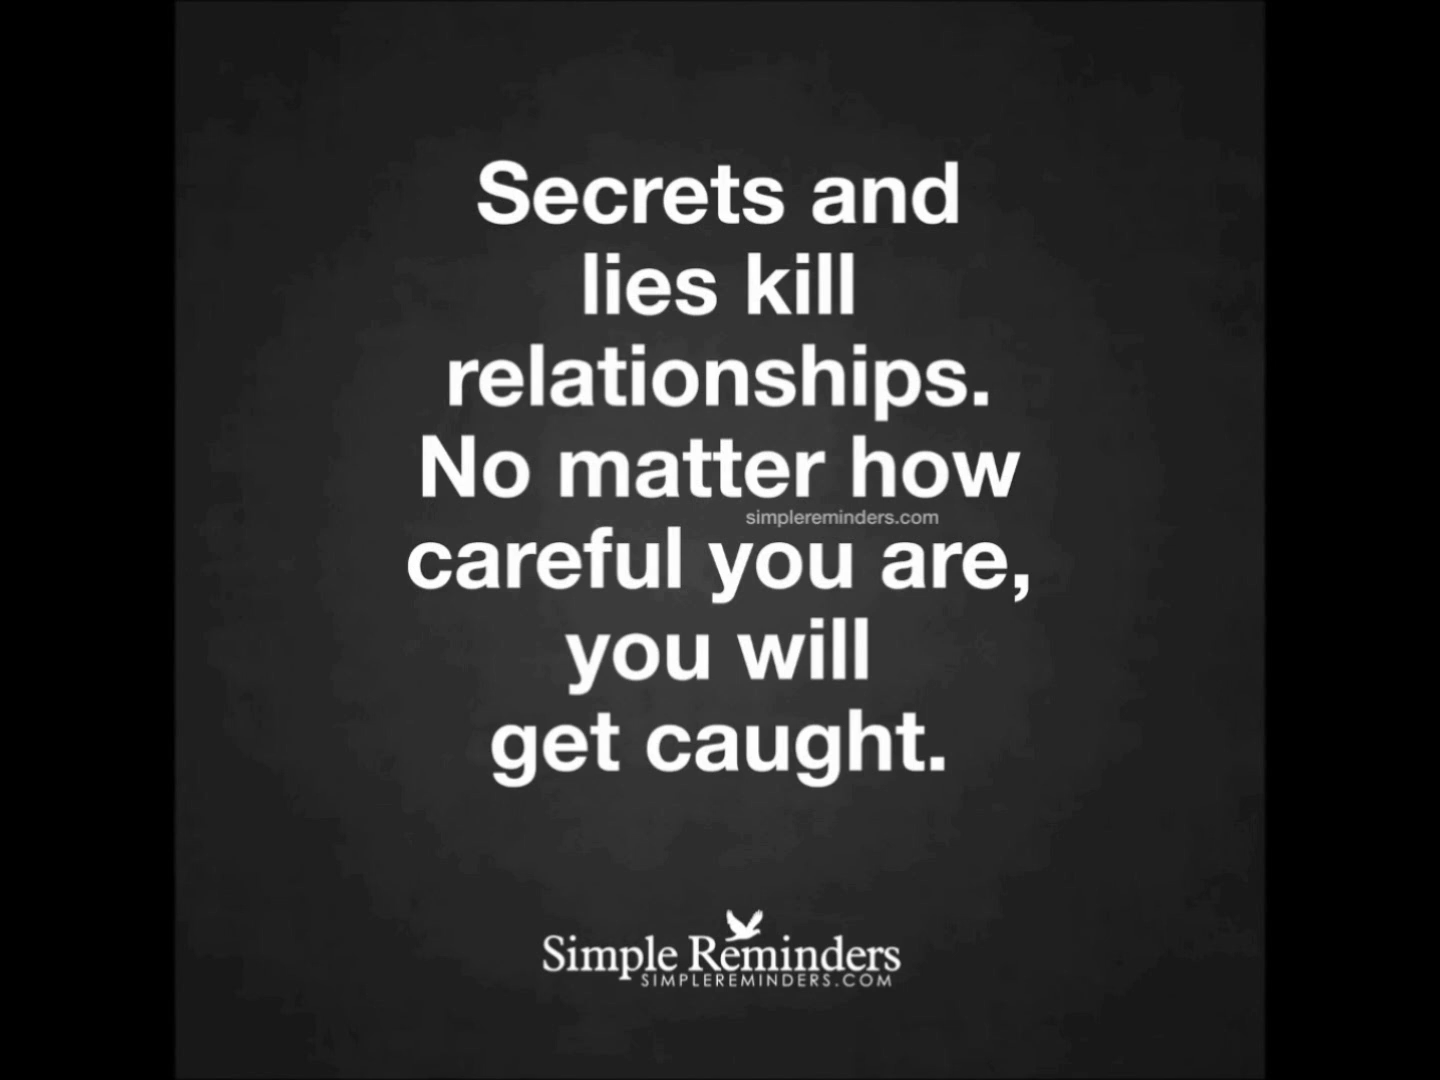 Secrets and
lies kill
relationships.
No matter how
simplereminders.com
careful you are,
you will
get caught.
Simple Reminders
SIMPLEREMINDERS.COM